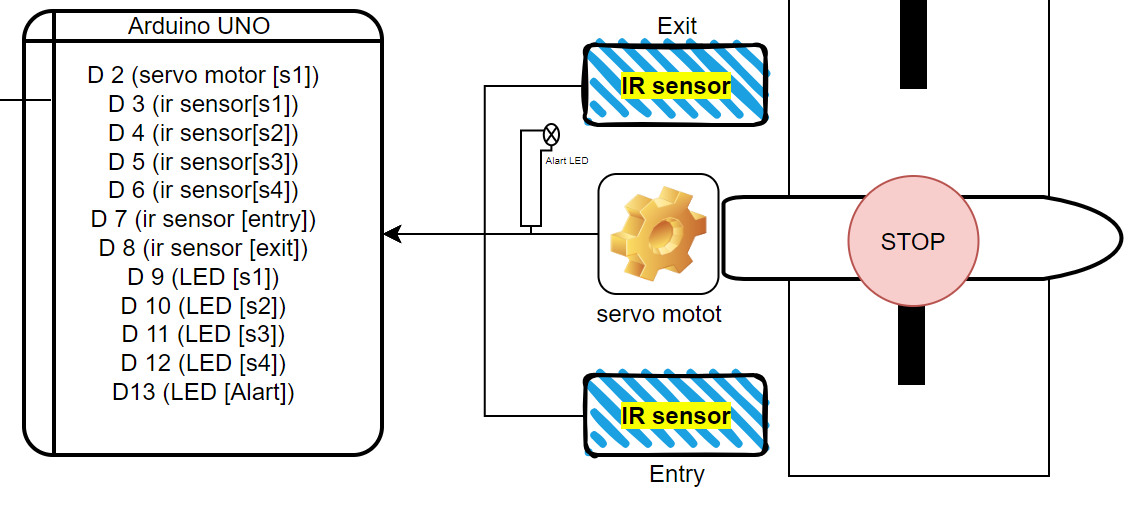 Arduino UNO
D 2 (servo motor [s1])
D 3 (ir sensor[s1])
D 4 (ir sensor[s2])
D 5 (ir sensor[s3])
D 6 (ir sensor[s4])
D 7 (ir sensor [entry])
D 8 (ir sensor [exit])
D 9 (LED [s1])
D 10 (LED [s2])
D 11 (LED [s3])
D 12 (LED [s4])
D13 (LED [Alart])
Exit
IR sensor
Alart LED
servo motot
STOP
IR sensor
Entry